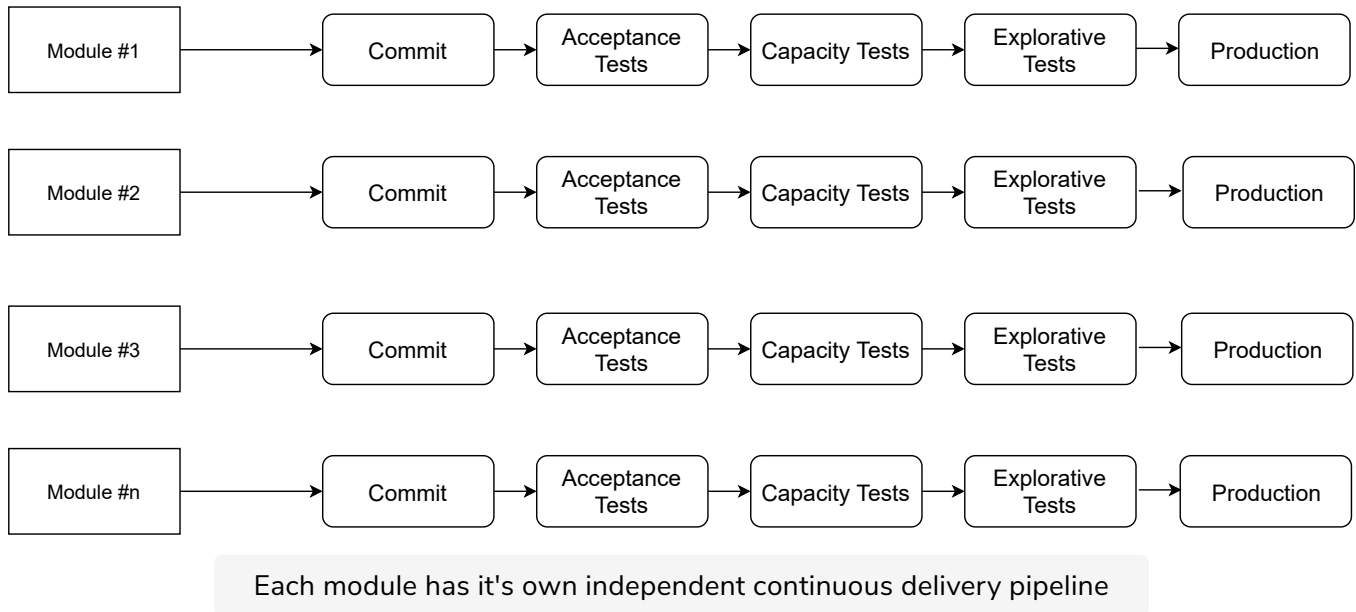 Module #1
Commit
Acceptance
Tests
Capacity Tests
Explorative
Tests
Production
Module #2
Commit
Acceptance
Tests
Capacity Tests
Explorative
Tests
Production
Module #3
Commit
Acceptance
Tests
Capacity Tests
Explorative
Tests
Production
Module #n
Commit
Acceptance
Tests
Capacity Tests
Explorative
Tests
Production
Each module has it's own independent continuous delivery pipeline